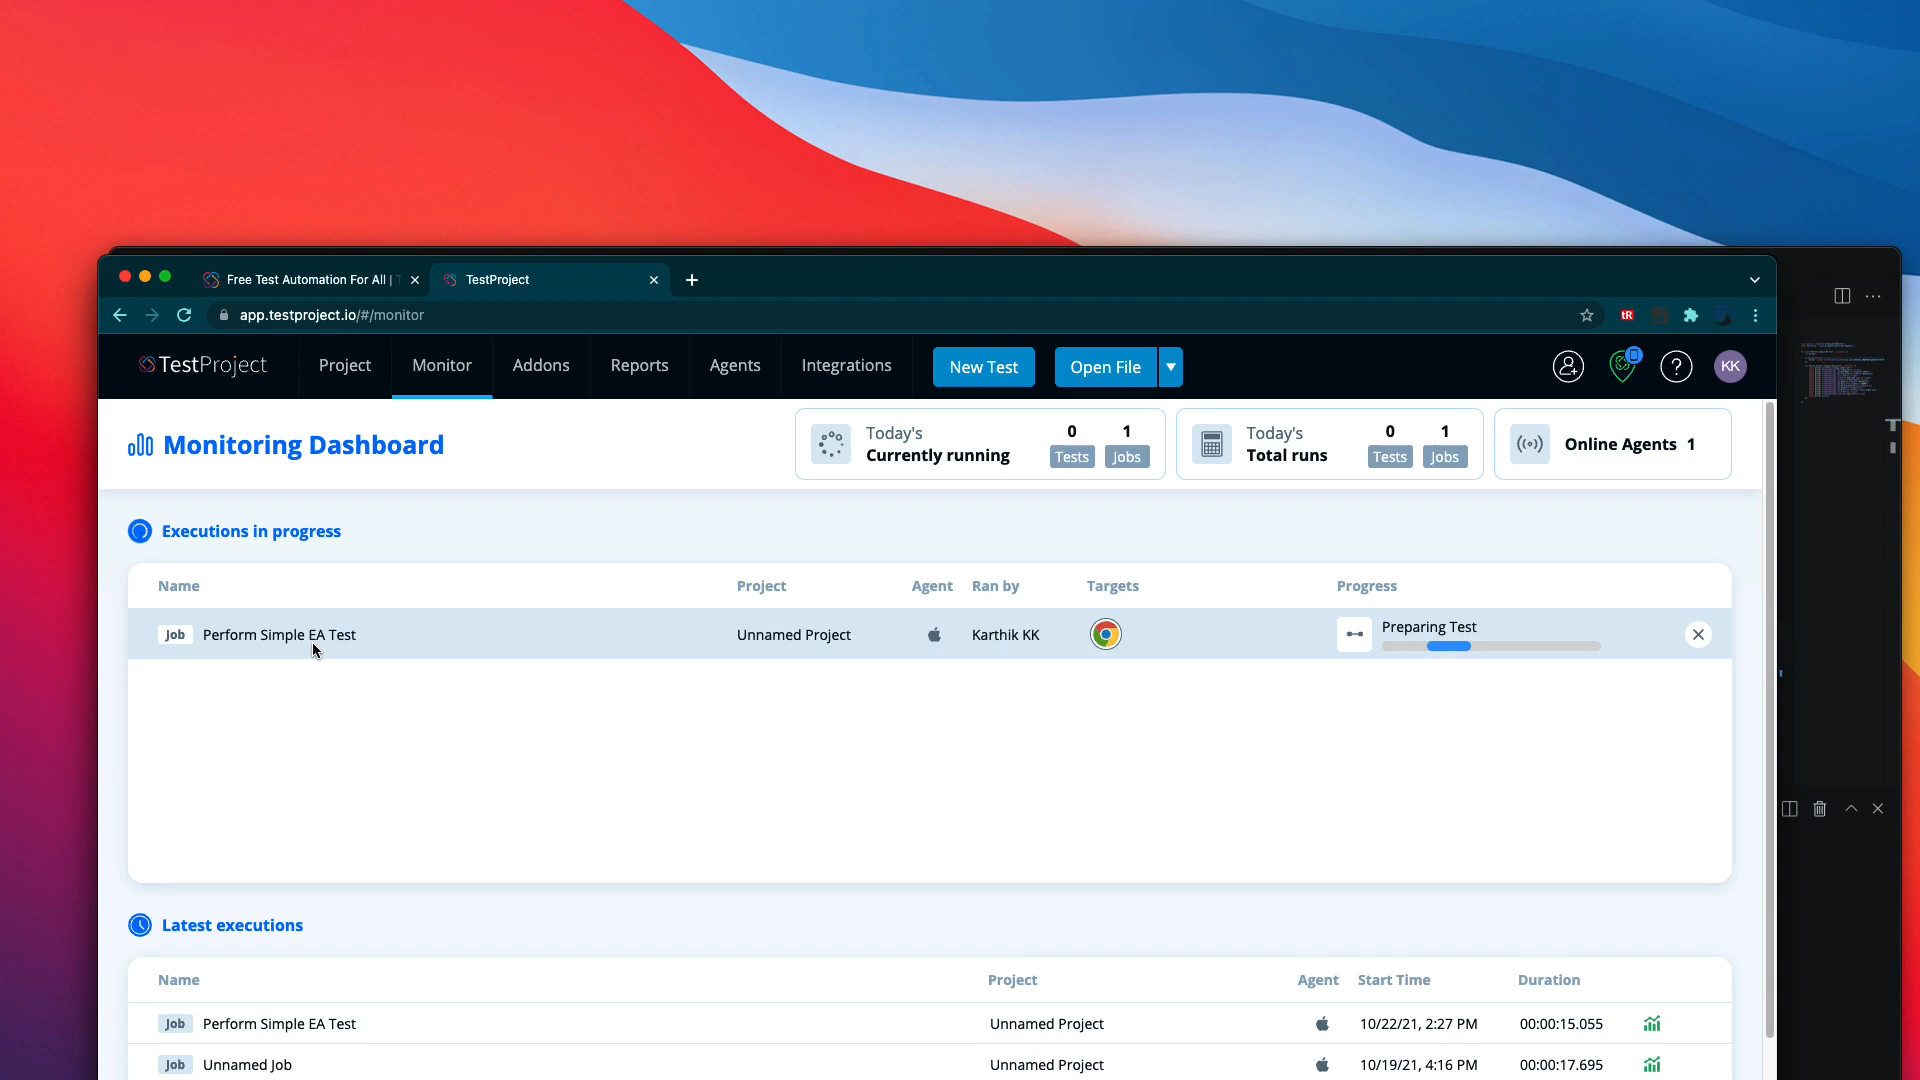 Free Test Automation For All |
TestProject
app.testproject.io/#/monitor
tR
TestProject
Project
Monitor
Addons
Reports
Agents
Integrations
New Test
Open File
?
KK
Monitoring Dashboard
Today's
Currently running
0
Tests
1
Jobs
Today's
Total runs
0
Tests
1
Jobs
Online Agents 1
Executions in progress
Name Project Agent Ran by Targets Progress
Job Perform Simple EA Test Unnamed Project Karthik KK Preparing Test
Latest executions
Name Project Agent Start Time Duration
Job Perform Simple EA Test Unnamed Project 10/22/21, 2:27 PM 00:00:15.055
Job Unnamed Job Unnamed Project 10/19/21, 4:16 PM 00:00:17.695